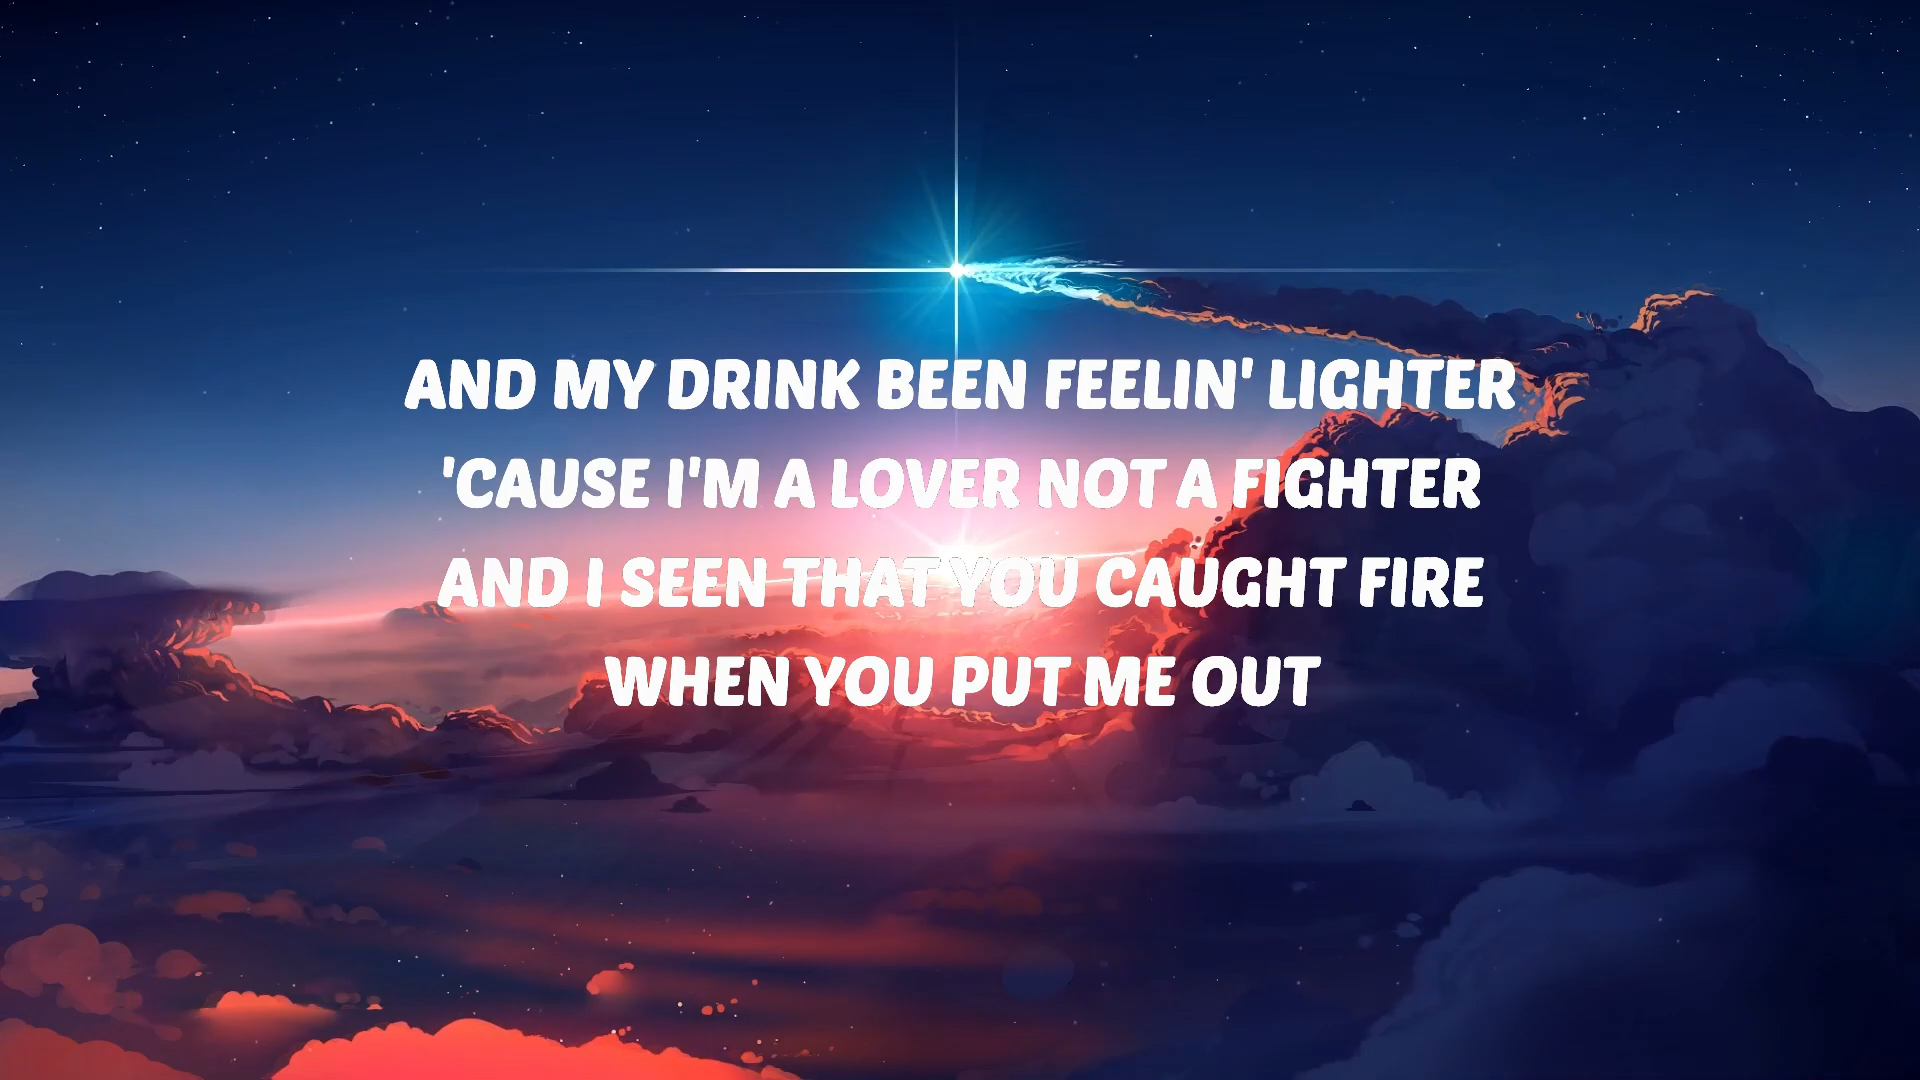 AND MY DRINK BEEN FEELIN' LIGHTER
'CAUSE I'M A LOVER NOT A FIGHTER
AND I SEEN THAT YOU CAUGHT FIRE
WHEN YOU PUT ME OUT